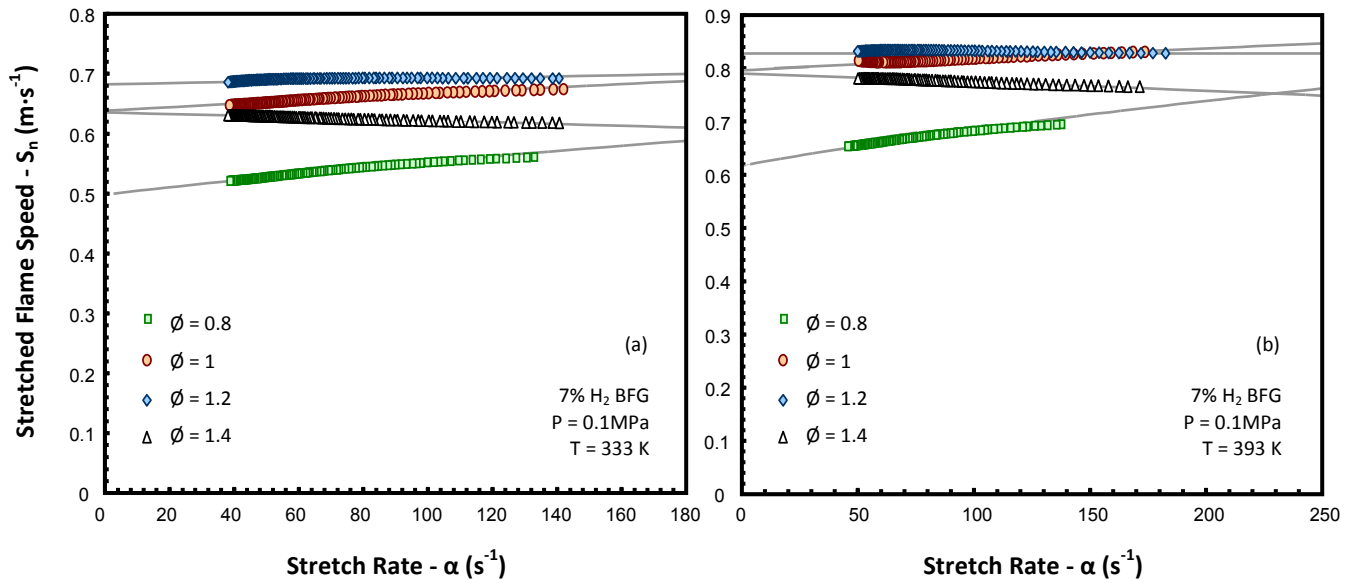 Stretched Flame Speed - Sn (m·s-1)
0.8
0.7
0.6
0.5
0.4
0.3
0.2
0.1
0
0 20 40 60 80 100 120 140 160 180
Ø = 0.8
Ø = 1
Ø = 1.2
Ø = 1.4
(a)
7% H2 BFG
P = 0.1MPa
T = 333 K
Stretch Rate - α (s-1)
0.9
0.8
0.7
0.6
0.5
0.4
0.3
0.2
0.1
0
0 50 100 150 200 250
Ø = 0.8
Ø = 1
Ø = 1.2
Ø = 1.4
(b)
7% H2 BFG
P = 0.1MPa
T = 393 K
Stretch Rate - α (s-1)